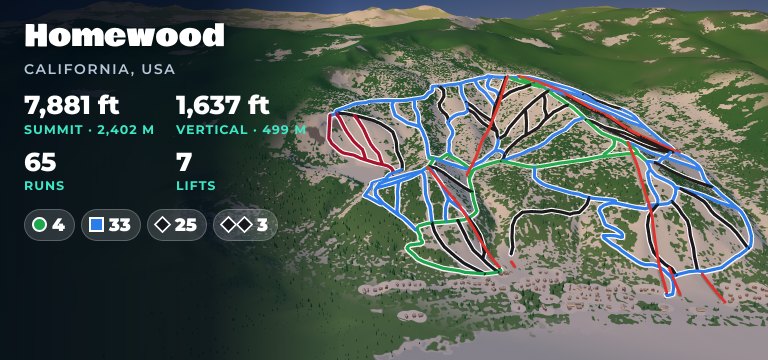 Homewood
CALIFORNIA, USA
7,881 ft
1,637 ft
SUMMIT · 2,402 M
VERTICAL · 499 M
65
7
RUNS
LIFTS
4
33
25
3